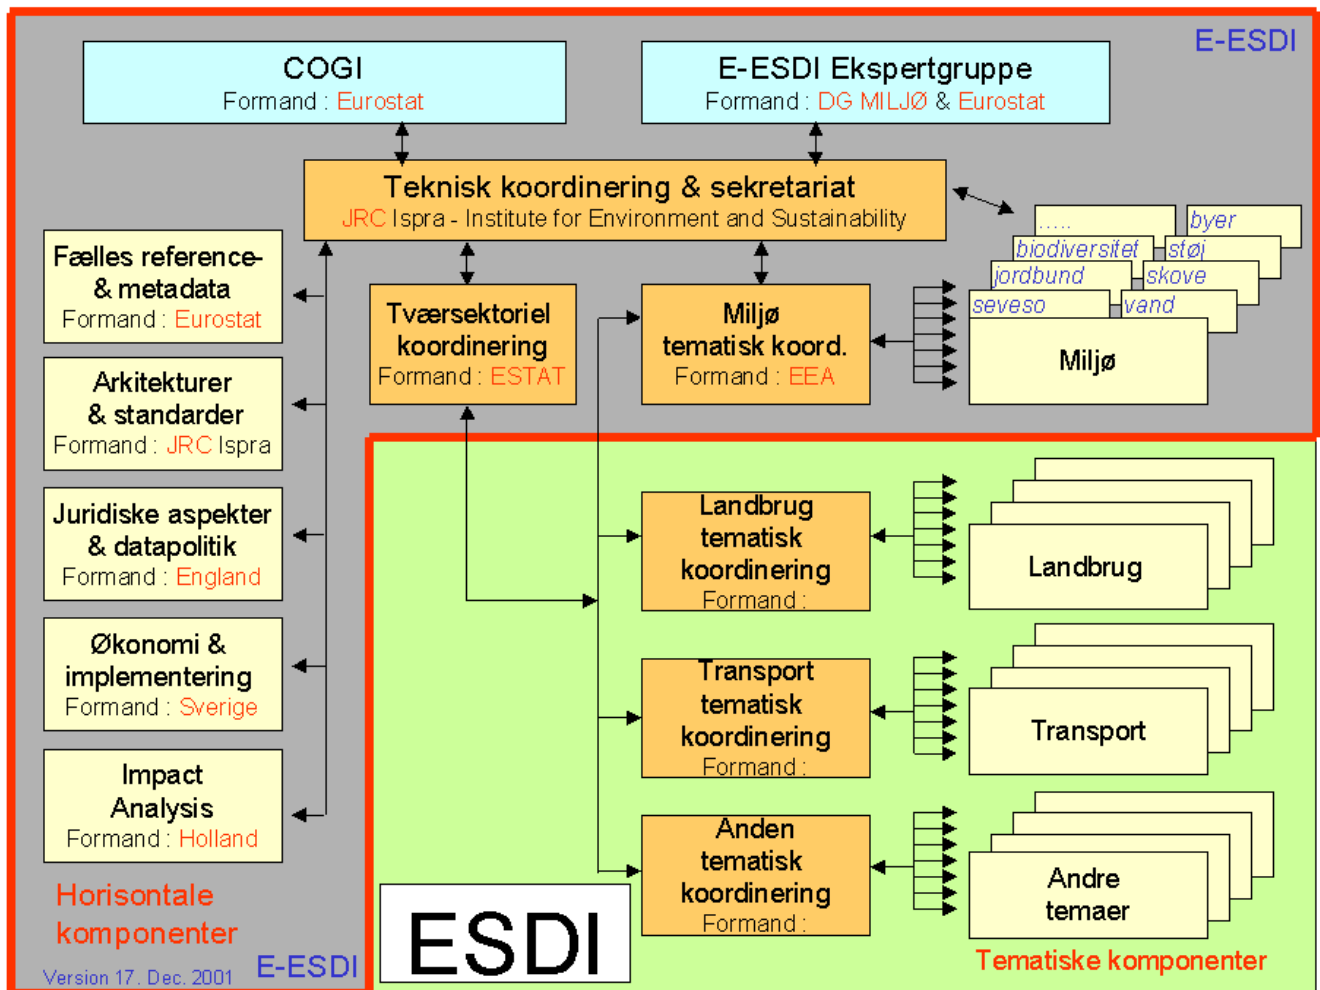 E-ESDI
COGI
Formand : Eurostat
E-ESDI Ekspertgruppe
Formand : DG MILJØ & Eurostat
Teknisk koordinering & sekretariat
JRC Ispra - Institute for Environment and Sustainability
.....
byer
biodiversitet
støj
jordbund
skove
seveso
vand
Miljø
Fælles reference-
& metadata
Formand : Eurostat
Tværsektoriel
koordinering
Formand : ESTAT
Miljø
tematisk koord.
Formand : EEA
Arkitekturer
& standarder
Formand : JRC Ispra
Juridiske aspekter
& datapolitik
Formand : England
Økonomi &
implementering
Formand : Sverige
Impact
Analysis
Formand : Holland
Landbrug
tematisk
koordinering
Formand :
Landbrug
Transport
tematisk
koordinering
Formand :
Transport
Anden
tematisk
koordinering
Formand :
Andre
temaer
Horisontale
komponenter
Version 17. Dec. 2001
E-ESDI
ESDI
Tematiske komponenter